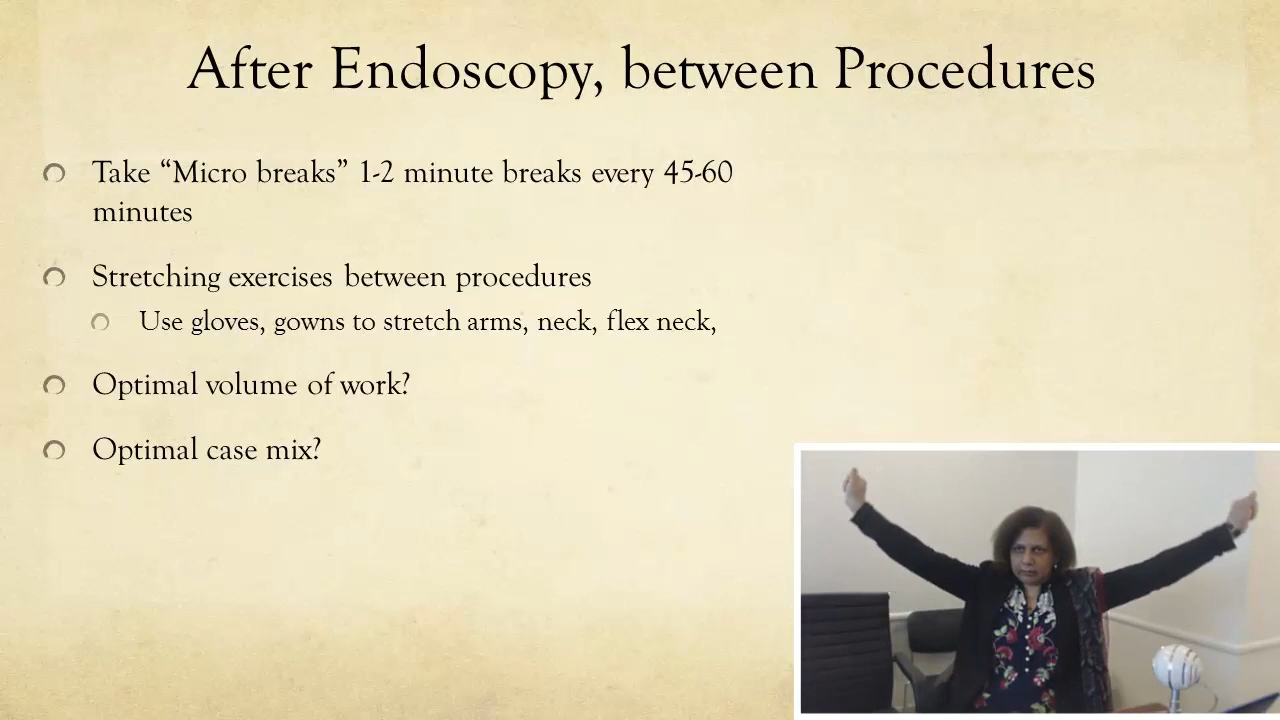 After Endoscopy, between Procedures
Take “Micro breaks” 1-2 minute breaks every 45-60
minutes
Stretching exercises between procedures
Use gloves, gowns to stretch arms, neck, flex neck,
Optimal volume of work?
Optimal case mix?